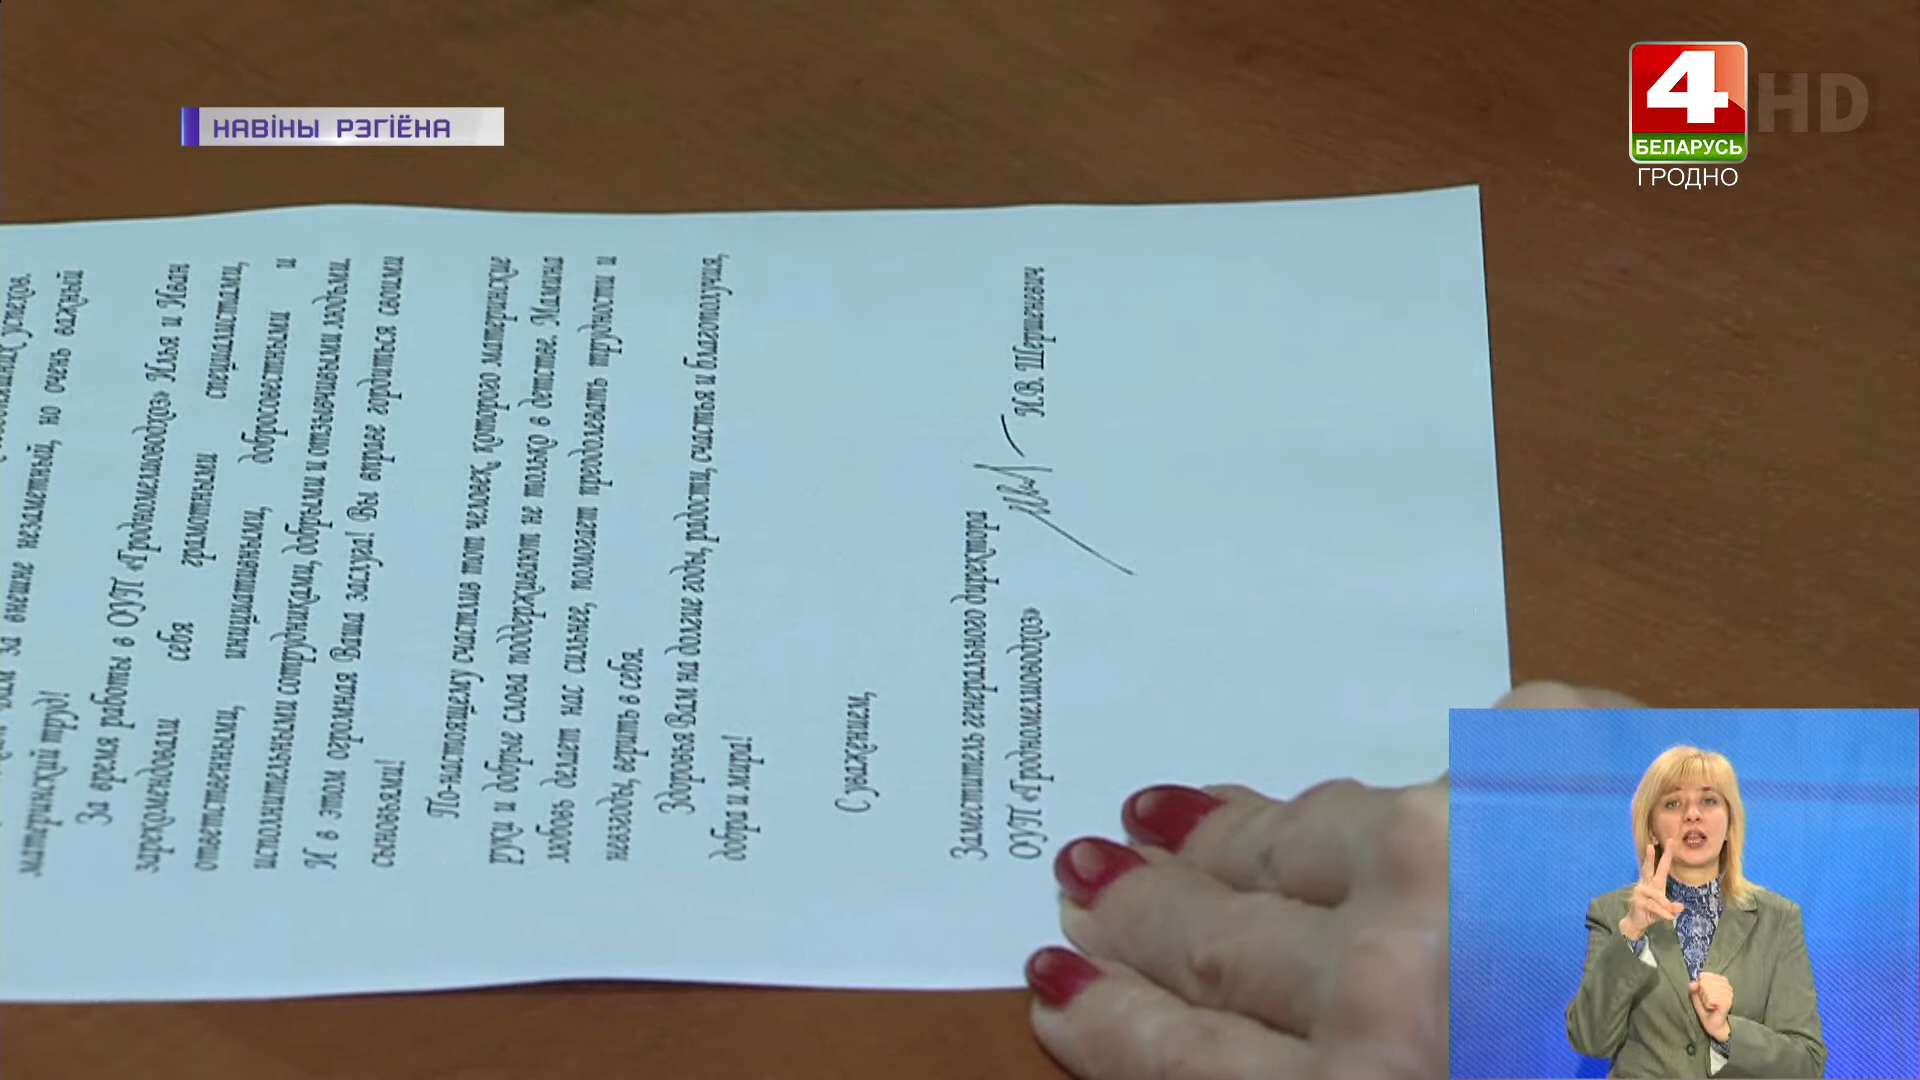 НАВІНЫ РЭГІЁНА
4
HD
БЕЛАРУСЬ
ГРОДНО
за внешне незаметный, но очень важный
материнский труд!
За время работы в ОУП «Гродномелиоводхоз» Илья и Иван
зарекомендовали себя грамотными специалистами,
ответственными, инициативными, добросовестными и
исполнительными сотрудниками, добрыми и отзывчивыми людьми.
И в этом огромная Ваша заслуга! Вы вправе гордиться своими
сыновьями!
По-настоящему счастлив тот человек, которого материнские
руки и добрые слова поддерживают не только в детстве. Мамина
любовь делает нас сильнее, помогает преодолевать трудности и
невзгоды, верить в себя.
Здоровья Вам на долгие годы, радости, счастья и благополучия,
добра и мира!
С уважением,
Заместитель генерального директора
ОУП «Гродномелиоводхоз» И.В. Шершеневич